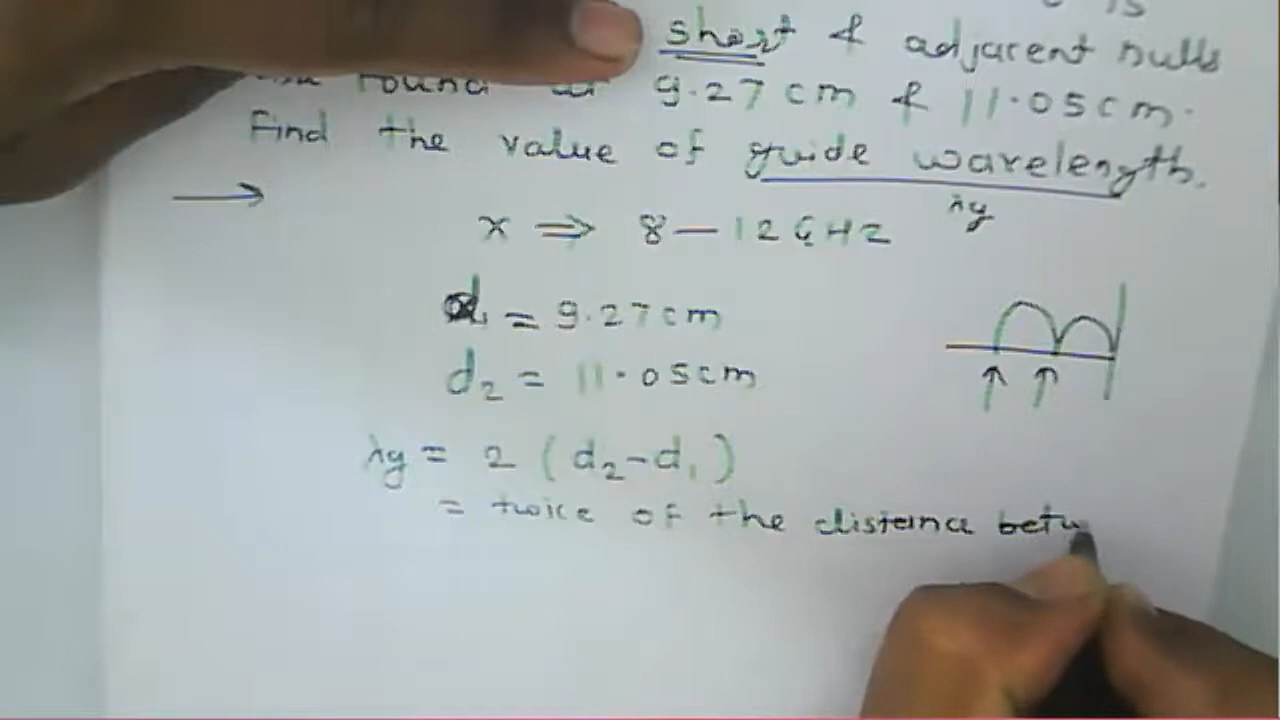 is
short & adjacent nulls
found at 9.27 cm & 11.05 cm.
Find the value of guide wavelength.
λg
x ⇒ 8 — 12 GHz
d1 = 9.27 cm
d2 = 11.05 cm
λg = 2 (d2 - d1)
= twice of the distance betw